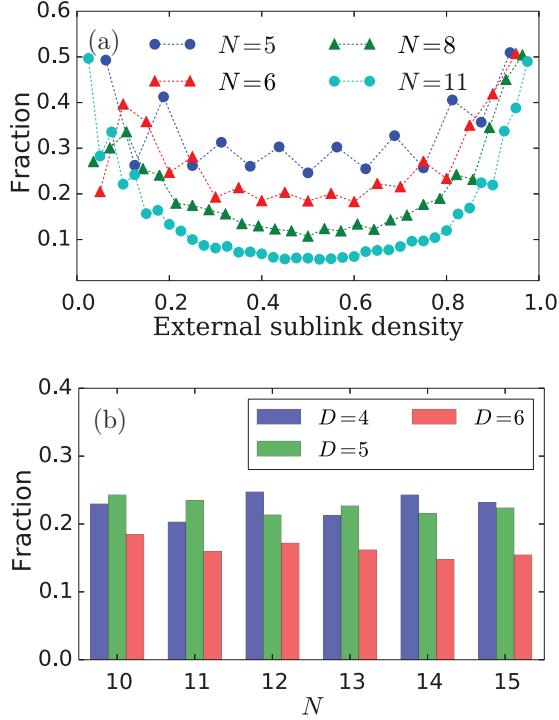 0.6
(a)
N=5
N=8
0.5
N=6
N=11
0.4
0.3
0.2
0.1
Fraction
0.0 0.2 0.4 0.6 0.8 1.0
External sublink density
0.4
(b)
D=4
D=6
D=5
0.3
0.2
0.1
0.0
Fraction
10 11 12 13 14 15
N